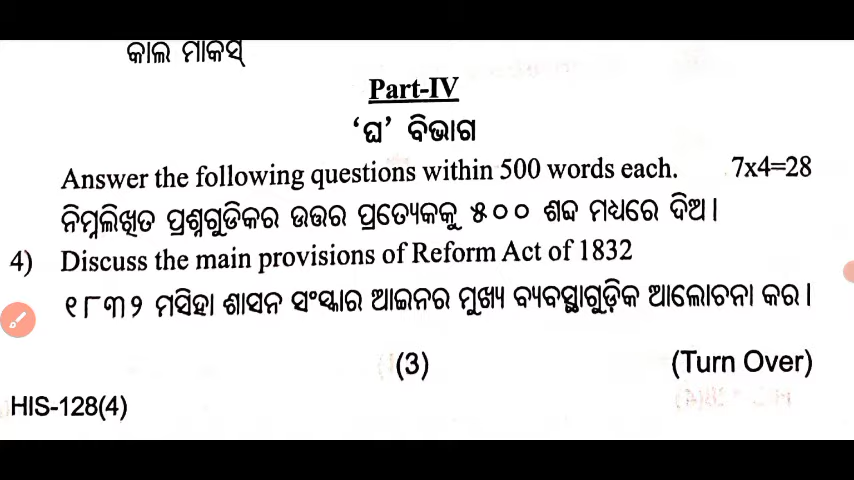 କାଲ ମାକସ୍
Part-IV
‘ଘ’ ବିଭାଗ
Answer the following questions within 500 words each. 7x4=28
ନିମ୍ନଲିଖିତ ପ୍ରଶ୍ନଗୁଡିକର ଉତ୍ତର ପ୍ରତ୍ୟେକକୁ ୫୦୦ ଶବ୍ଦ ମଧ୍ୟରେ ଦିଅ।
4) Discuss the main provisions of Reform Act of 1832
୧୮୩୨ ମସିହା ଶାସନ ସଂସ୍କାର ଆଇନର ମୁଖ୍ୟ ବ୍ୟବସ୍ଥାଗୁଡ଼ିକ ଆଲୋଚନା କର।
(3) (Turn Over)
HIS-128(4)